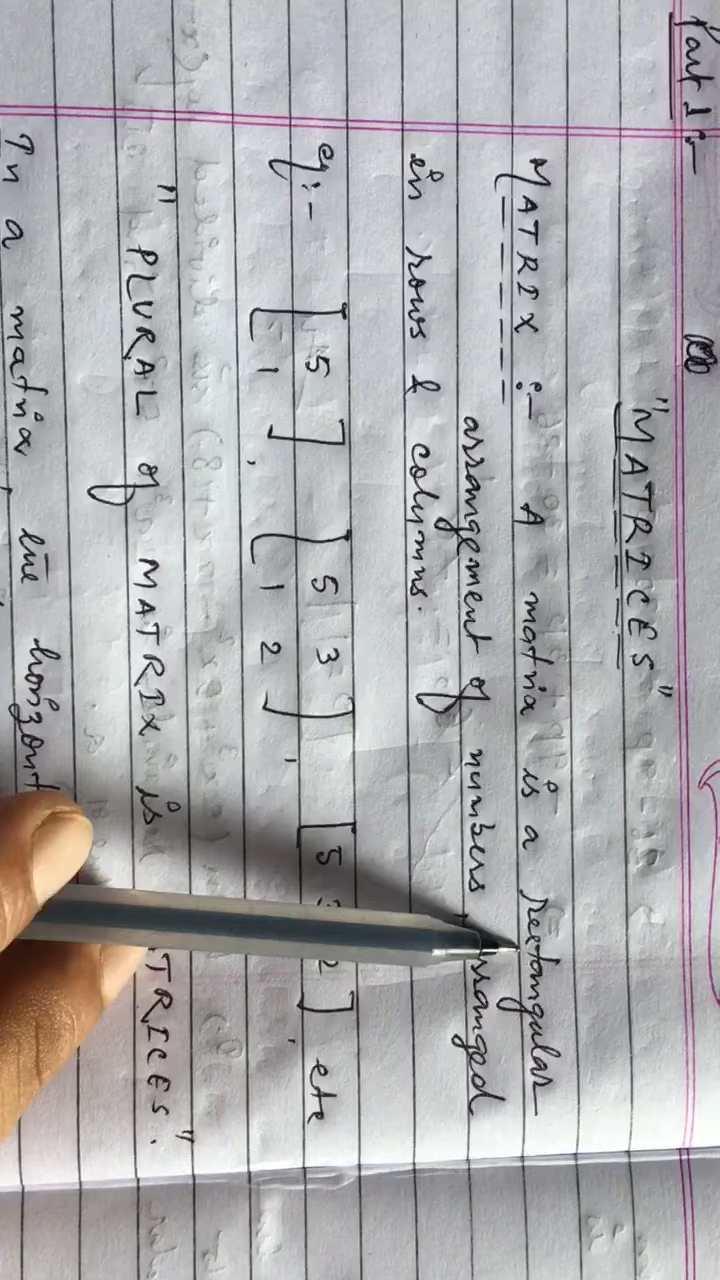 Part 1:-
"MATRICES"
MATRIX :- A matrix is a rectangular
arrangement of numbers arranged
in rows & columns.
eg:- [5 1], [5 3 1 2], [5 2] etc
"PLURAL of MATRIX is TRICES."
In a matrix, the horizont